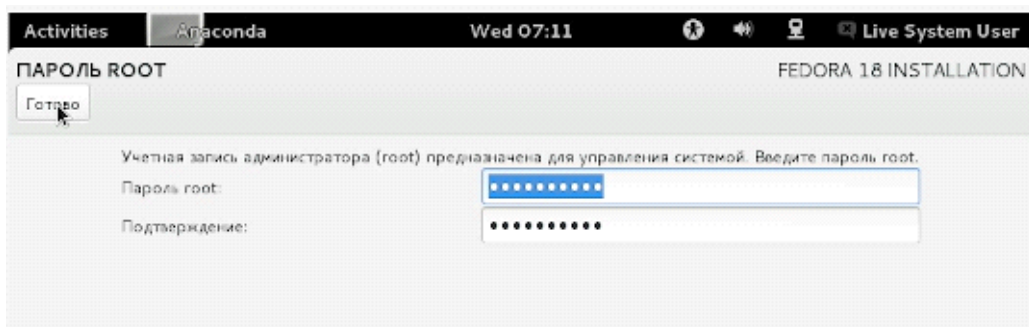 Activities Anaconda Wed 07:11 Live System User
ПАРОЛЬ ROOT FEDORA 18 INSTALLATION
Готово
Учетная запись администратора (root) предназначена для управления системой. Введите пароль root.
Пароль root: ••••••••••
Подтверждение: ••••••••••